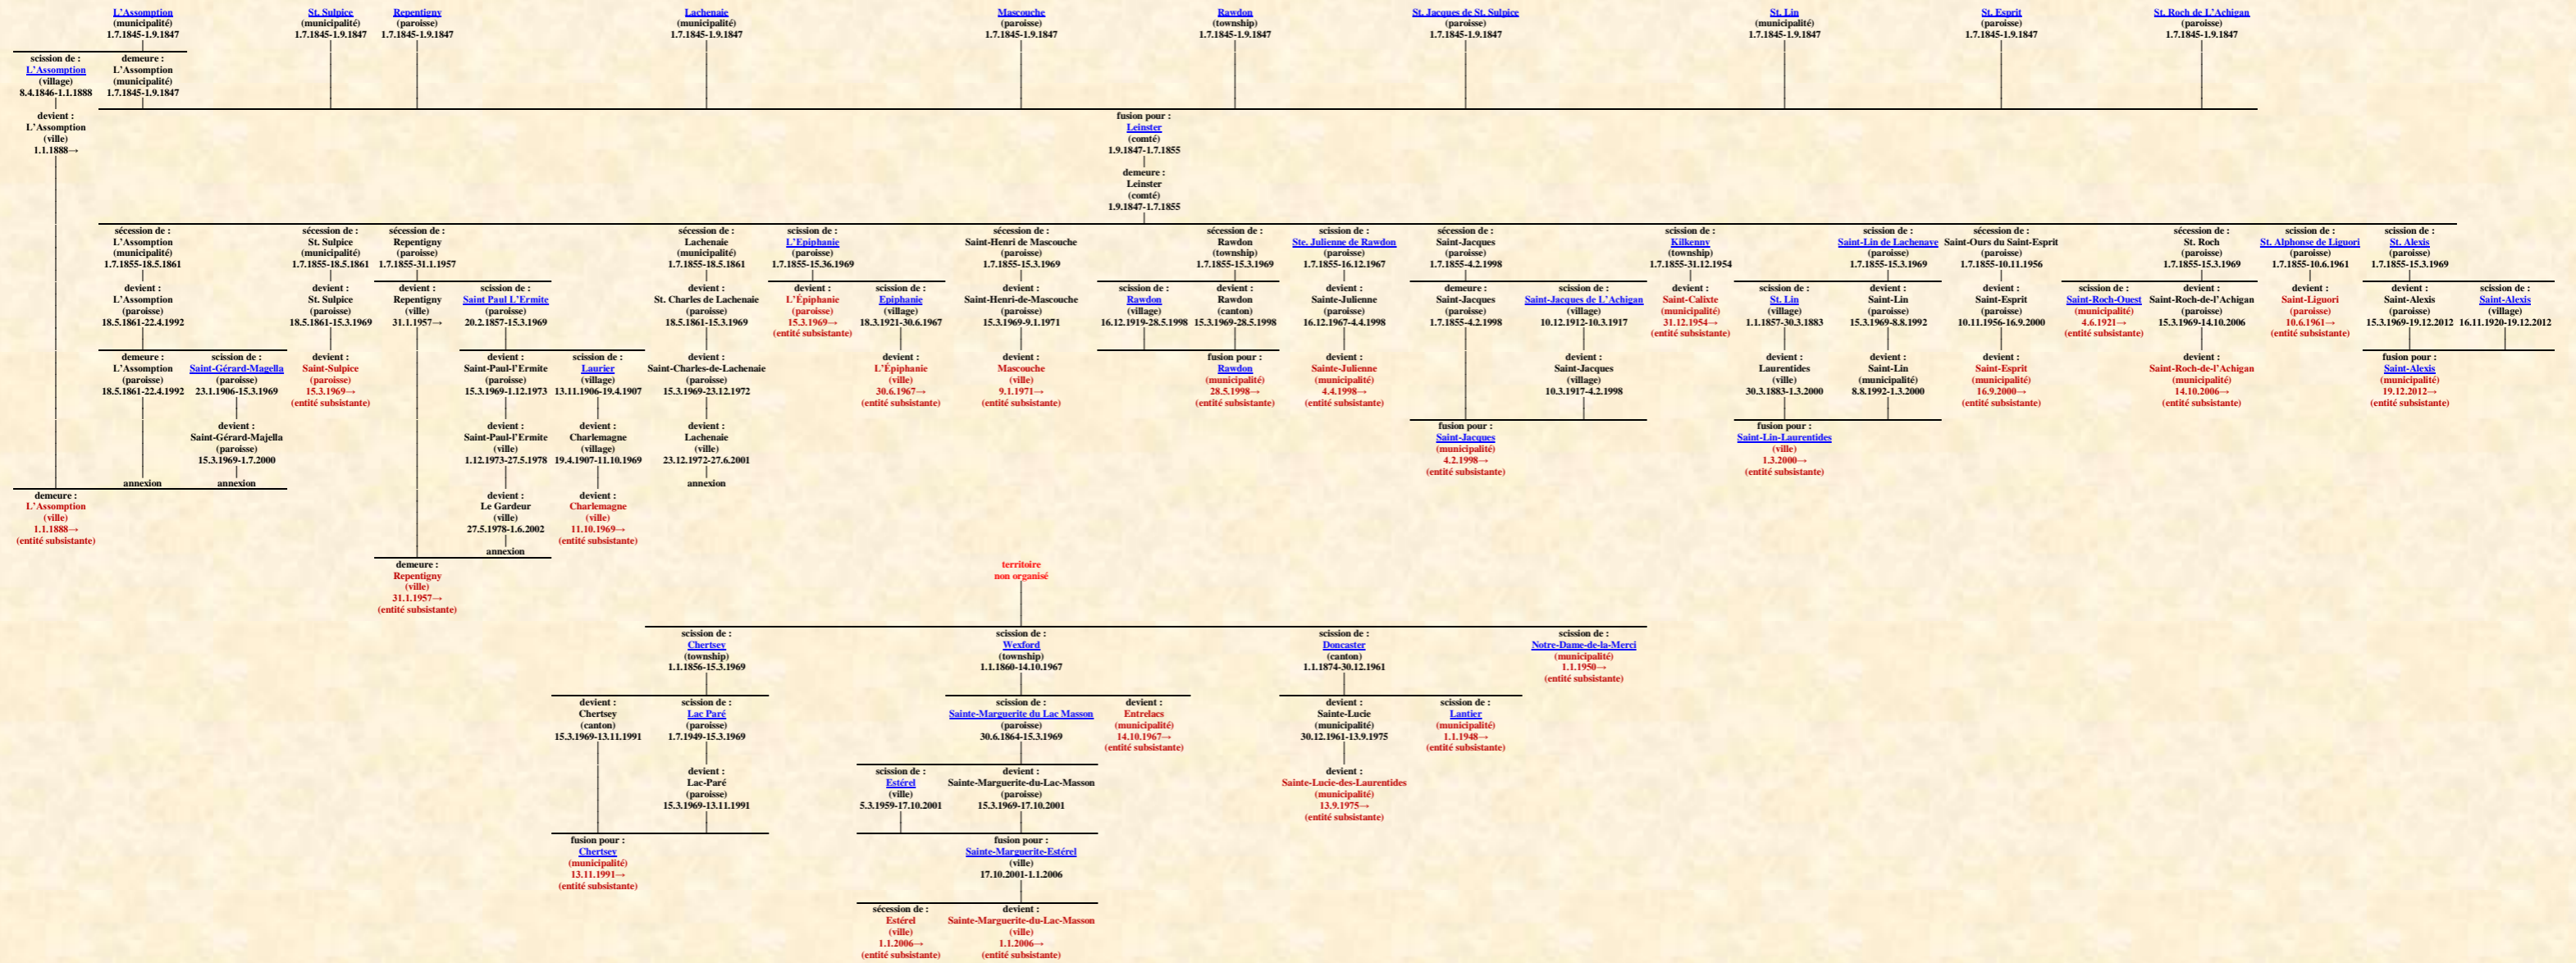 L'Assomption
(municipalité)
1.7.1845-1.9.1847
St. Sulpice
(municipalité)
1.7.1845-1.9.1847
Repentigny
(paroisse)
1.7.1845-1.9.1847
Lachenaie
(municipalité)
1.7.1845-1.9.1847
Mascouche
(paroisse)
1.7.1845-1.9.1847
Rawdon
(township)
1.7.1845-1.9.1847
St. Jacques de St. Sulpice
(paroisse)
1.7.1845-1.9.1847
St. Lin
(municipalité)
1.7.1845-1.9.1847
St. Esprit
(paroisse)
1.7.1845-1.9.1847
St. Roch de L'Achigan
(paroisse)
1.7.1845-1.9.1847
scission de :
L'Assomption
(village)
8.4.1846-1.1.1888
demeure :
L'Assomption
(municipalité)
1.7.1845-1.9.1847
devient :
L'Assomption
(ville)
1.1.1888→
fusion pour :
Leinster
(comté)
1.9.1847-1.7.1855
demeure :
Leinster
(comté)
1.9.1847-1.7.1855
sécession de :
L'Assomption
(municipalité)
1.7.1855-18.5.1861
sécession de :
St. Sulpice
(municipalité)
1.7.1855-18.5.1861
sécession de :
Repentigny
(paroisse)
1.7.1855-31.1.1957
sécession de :
Lachenaie
(municipalité)
1.7.1855-18.5.1861
scission de :
L'Epiphanie
(paroisse)
1.7.1855-15.36.1969
sécession de :
Saint-Henri de Mascouche
(paroisse)
1.7.1855-15.3.1969
sécession de :
Rawdon
(township)
1.7.1855-15.3.1969
scission de :
Ste. Julienne de Rawdon
(paroisse)
1.7.1855-16.12.1967
sécession de :
Saint-Jacques
(paroisse)
1.7.1855-4.2.1998
scission de :
Kilkenny
(township)
1.7.1855-31.12.1954
scission de :
Saint-Lin de Lachenaye
(paroisse)
1.7.1855-15.3.1969
sécession de :
Saint-Ours du Saint-Esprit
(paroisse)
1.7.1855-10.11.1956
sécession de :
St. Roch
(paroisse)
1.7.1855-15.3.1969
scission de :
St. Alphonse de Liguori
(paroisse)
1.7.1855-10.6.1961
scission de :
St. Alexis
(paroisse)
1.7.1855-15.3.1969
devient :
L'Assomption
(paroisse)
18.5.1861-22.4.1992
devient :
St. Sulpice
(paroisse)
18.5.1861-15.3.1969
devient :
Repentigny
(ville)
31.1.1957→
scission de :
Saint Paul L'Ermite
(paroisse)
20.2.1857-15.3.1969
devient :
St. Charles de Lachenaie
(paroisse)
18.5.1861-15.3.1969
devient :
L'Épiphanie
(paroisse)
15.3.1969→
(entité subsistante)
scission de :
Epiphanie
(village)
18.3.1921-30.6.1967
devient :
Saint-Henri-de-Mascouche
(paroisse)
15.3.1969-9.1.1971
scission de :
Rawdon
(village)
16.12.1919-28.5.1998
devient :
Rawdon
(canton)
15.3.1969-28.5.1998
devient :
Sainte-Julienne
(paroisse)
16.12.1967-4.4.1998
demeure :
Saint-Jacques
(paroisse)
1.7.1855-4.2.1998
scission de :
Saint-Jacques de L'Achigan
(village)
10.12.1912-10.3.1917
devient :
Saint-Calixte
(municipalité)
31.12.1954→
(entité subsistante)
scission de :
St. Lin
(village)
1.1.1857-30.3.1883
devient :
Saint-Lin
(paroisse)
15.3.1969-8.8.1992
devient :
Saint-Esprit
(paroisse)
10.11.1956-16.9.2000
scission de :
Saint-Roch-Ouest
(municipalité)
4.6.1921→
(entité subsistante)
devient :
Saint-Roch-de-l'Achigan
(paroisse)
15.3.1969-14.10.2006
devient :
Saint-Liguori
(paroisse)
10.6.1961→
(entité subsistante)
devient :
Saint-Alexis
(paroisse)
15.3.1969-19.12.2012
scission de :
Saint-Alexis
(village)
16.11.1920-19.12.2012
demeure :
L'Assomption
(paroisse)
18.5.1861-22.4.1992
scission de :
Saint-Gérard-Magella
(paroisse)
23.1.1906-15.3.1969
devient :
Saint-Sulpice
(paroisse)
15.3.1969→
(entité subsistante)
devient :
Saint-Paul-l'Ermite
(paroisse)
15.3.1969-1.12.1973
scission de :
Laurier
(village)
13.11.1906-19.4.1907
devient :
Saint-Charles-de-Lachenaie
(paroisse)
15.3.1969-23.12.1972
devient :
L'Épiphanie
(ville)
30.6.1967→
(entité subsistante)
devient :
Mascouche
(ville)
9.1.1971→
(entité subsistante)
fusion pour :
Rawdon
(municipalité)
28.5.1998→
(entité subsistante)
devient :
Sainte-Julienne
(municipalité)
4.4.1998→
(entité subsistante)
devient :
Saint-Jacques
(village)
10.3.1917-4.2.1998
devient :
Laurentides
(ville)
30.3.1883-1.3.2000
devient :
Saint-Lin
(municipalité)
8.8.1992-1.3.2000
devient :
Saint-Esprit
(municipalité)
16.9.2000→
(entité subsistante)
devient :
Saint-Roch-de-l'Achigan
(municipalité)
14.10.2006→
(entité subsistante)
fusion pour :
Saint-Alexis
(municipalité)
19.12.2012→
(entité subsistante)
devient :
Saint-Gérard-Majella
(paroisse)
15.3.1969-1.7.2000
devient :
Saint-Paul-l'Ermite
(ville)
1.12.1973-27.5.1978
devient :
Charlemagne
(village)
19.4.1907-11.10.1969
devient :
Lachenaie
(ville)
23.12.1972-27.6.2001
fusion pour :
Saint-Jacques
(municipalité)
4.2.1998→
(entité subsistante)
fusion pour :
Saint-Lin-Laurentides
(ville)
1.3.2000→
(entité subsistante)
annexion
annexion
annexion
demeure :
L'Assomption
(ville)
1.1.1888→
(entité subsistante)
devient :
Le Gardeur
(ville)
27.5.1978-1.6.2002
annexion
devient :
Charlemagne
(ville)
11.10.1969→
(entité subsistante)
demeure :
Repentigny
(ville)
31.1.1957→
(entité subsistante)
territoire
non organisé
scission de :
Chertsey
(township)
1.1.1856-15.3.1969
scission de :
Wexford
(township)
1.1.1860-14.10.1967
scission de :
Doncaster
(canton)
1.1.1874-30.12.1961
scission de :
Notre-Dame-de-la-Merci
(municipalité)
1.1.1950→
(entité subsistante)
devient :
Chertsey
(canton)
15.3.1969-13.11.1991
scission de :
Lac Paré
(paroisse)
1.7.1949-15.3.1969
scission de :
Sainte-Marguerite du Lac Masson
(paroisse)
30.6.1864-15.3.1969
devient :
Entrelacs
(municipalité)
14.10.1967→
(entité subsistante)
devient :
Sainte-Lucie
(municipalité)
30.12.1961-13.9.1975
scission de :
Lantier
(municipalité)
1.1.1948→
(entité subsistante)
devient :
Lac-Paré
(paroisse)
15.3.1969-13.11.1991
scission de :
Estérel
(ville)
5.3.1959-17.10.2001
devient :
Sainte-Marguerite-du-Lac-Masson
(paroisse)
15.3.1969-17.10.2001
devient :
Sainte-Lucie-des-Laurentides
(municipalité)
13.9.1975→
(entité subsistante)
fusion pour :
Chertsey
(municipalité)
13.11.1991→
(entité subsistante)
fusion pour :
Sainte-Marguerite-Estérel
(ville)
17.10.2001-1.1.2006
sécession de :
Estérel
(ville)
1.1.2006→
(entité subsistante)
devient :
Sainte-Marguerite-du-Lac-Masson
(ville)
1.1.2006→
(entité subsistante)